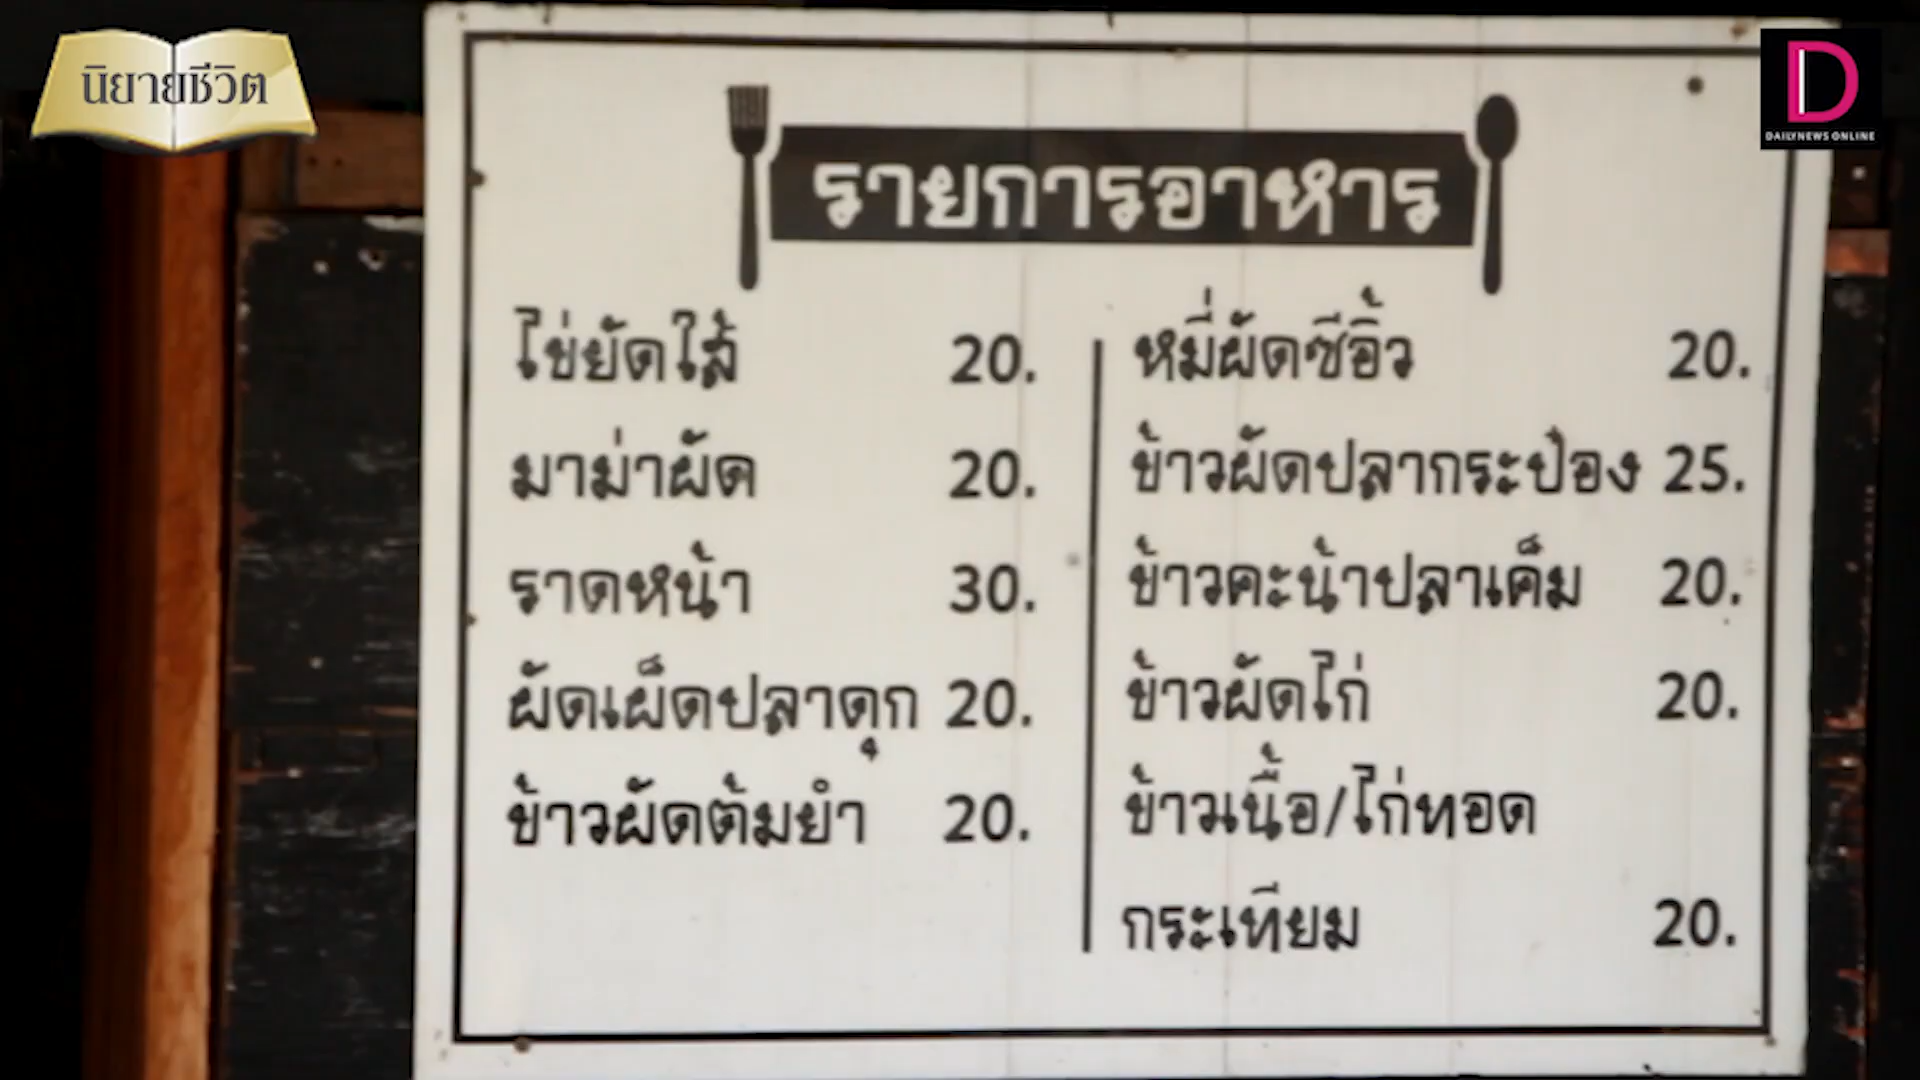 นิยายชีวิต
D
DAILYNEWS ONLINE
รายการอาหาร
ไข่ยัดไส้ 20.
มาม่าผัด 20.
ราดหน้า 30.
ผัดเผ็ดปลาดุก 20.
ข้าวผัดต้มยำ 20.
หมี่ผัดซีอิ้ว 20.
ข้าวผัดปลากระป๋อง 25.
ข้าวคะน้าปลาเค็ม 20.
ข้าวผัดไก่ 20.
ข้าวเนื้อ/ไก่ทอด
กระเทียม 20.